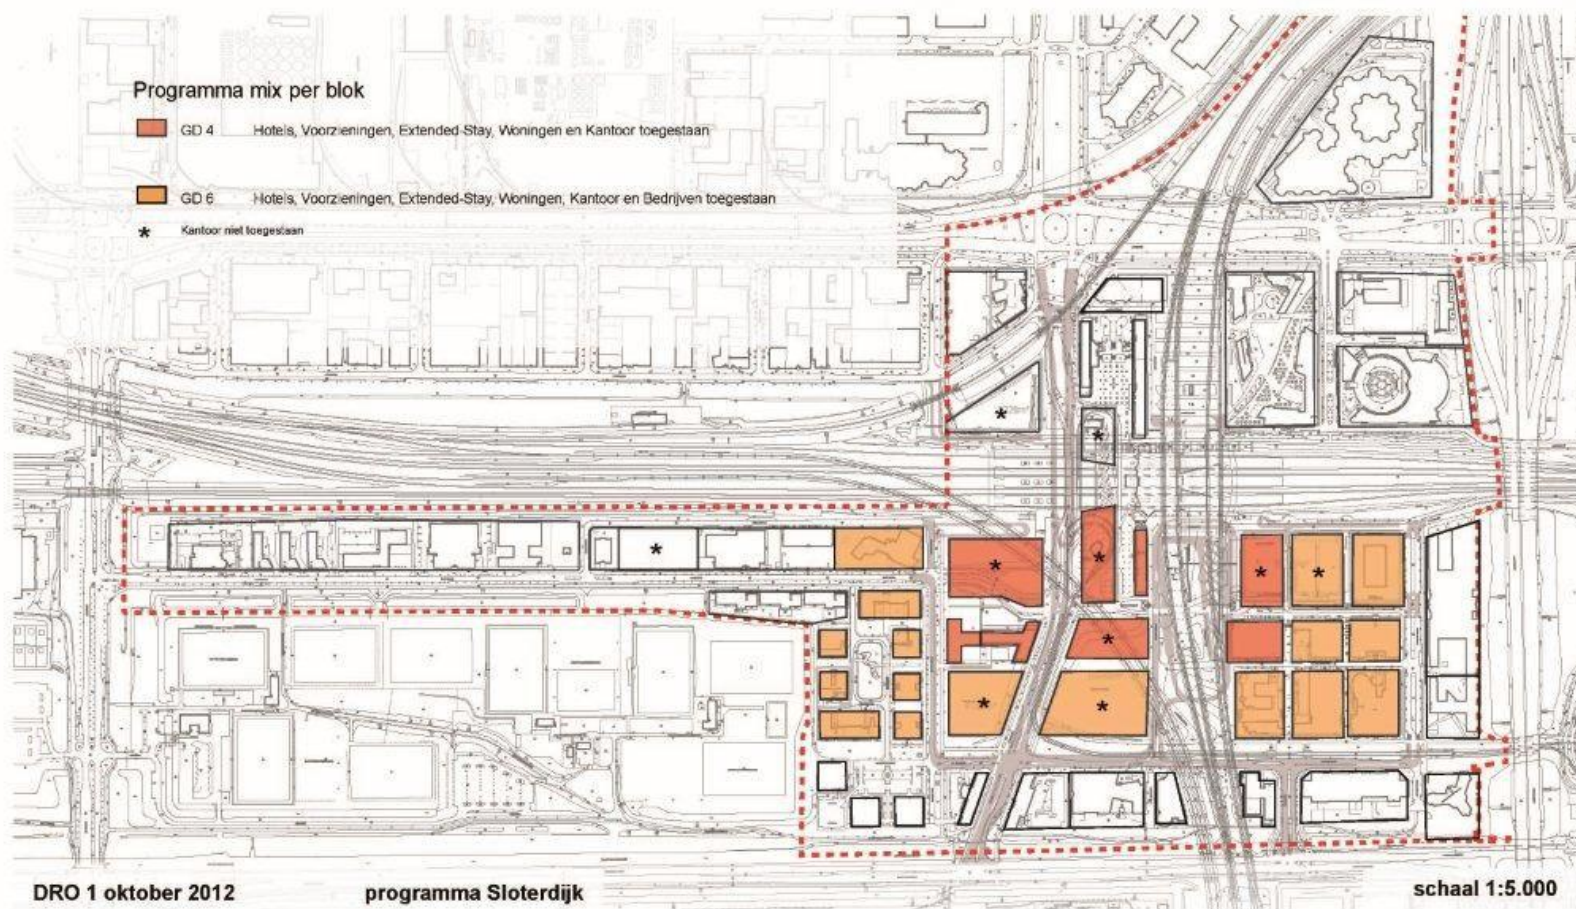 Programma mix per blok
GD 4 Hotels, Voorzieningen, Extended-Stay, Woningen en Kantoor toegestaan
GD 6 Hotels, Voorzieningen, Extended-Stay, Woningen, Kantoor en Bedrijven toegestaan
* Kantoor niet toegestaan
DRO 1 oktober 2012 programma Sloterdijk schaal 1:5.000